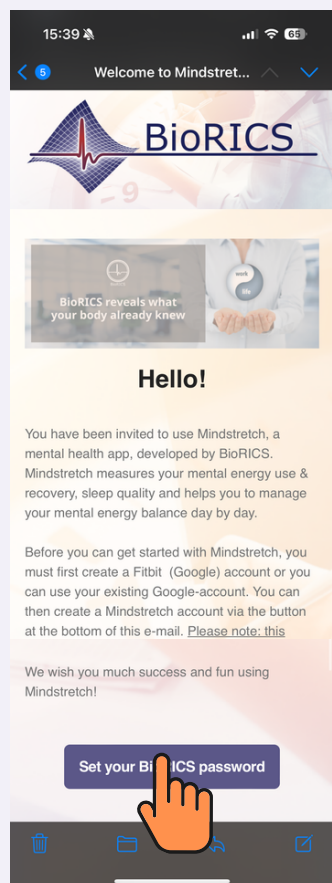 15:39
65
5
Welcome to Mindstret...
BioRICS
BioRICS reveals what
your body already knew
work
life
Hello!
You have been invited to use Mindstretch, a
mental health app, developed by BioRICS.
Mindstretch measures your mental energy use &
recovery, sleep quality and helps you to manage
your mental energy balance day by day.
Before you can get started with Mindstretch, you
must first create a Fitbit (Google) account or you
can use your existing Google-account. You can
then create a Mindstretch account via the button
at the bottom of this e-mail. Please note: this
We wish you much success and fun using
Mindstretch!
Set your BioRICS password